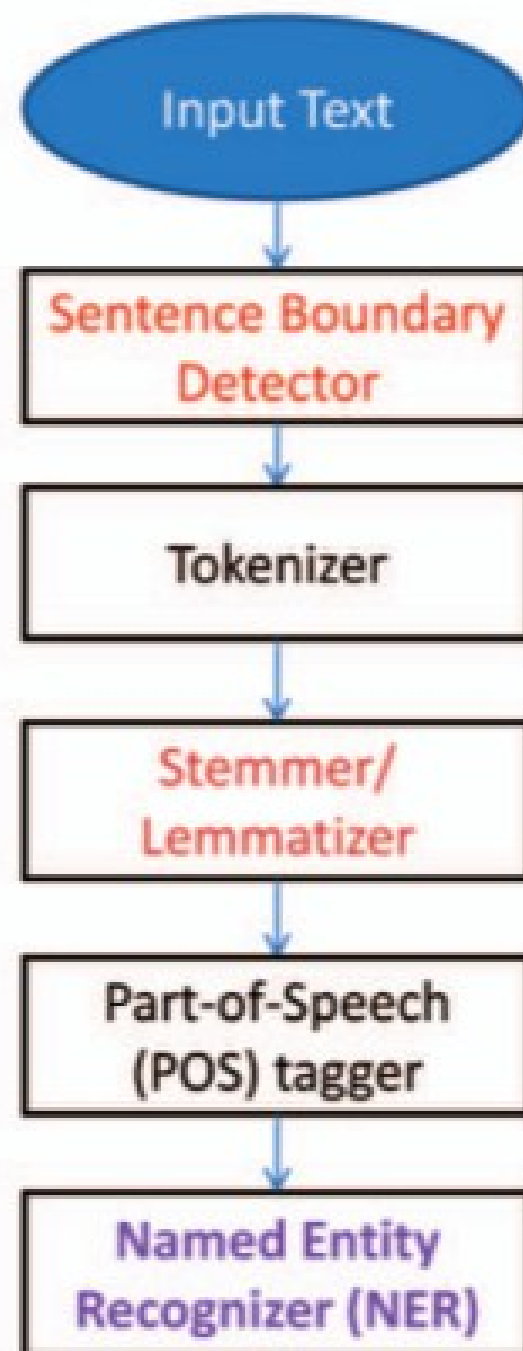 Input Text
Sentence Boundary
Detector
Tokenizer
Stemmer/
Lemmatizer
Part-of-Speech
(POS) tagger
Named Entity
Recognizer (NER)